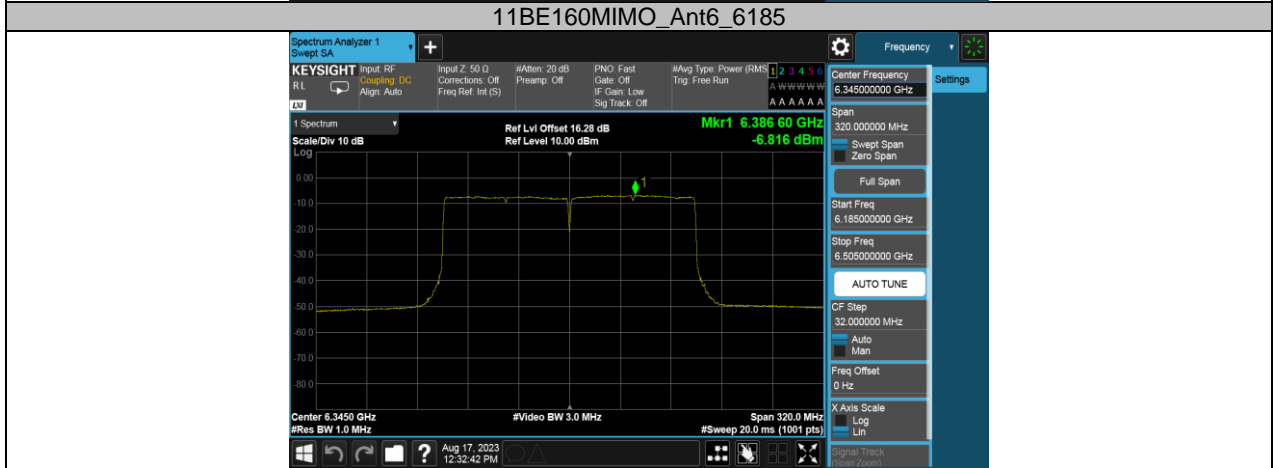 11BE160MIMO_Ant6_6185
Spectrum Analyzer 1
Swept SA
Frequency
KEYSIGHT
RL
LXI
Input: RF
Coupling: DC
Align: Auto
Input Z: 50 Ω
Corrections: Off
Freq Ref: Int (S)
#Atten: 20 dB
Preamp: Off
PNO: Fast
Gate: Off
IF Gain: Low
Sig Track: Off
#Avg Type: Power (RMS
Trig: Free Run
1 2 3 4 5 6
A W W W W W
A A A A A A
Center Frequency
6.345000000 GHz
Settings
Span
320.000000 MHz
Swept Span
Zero Span
Full Span
Start Freq
6.185000000 GHz
Stop Freq
6.505000000 GHz
AUTO TUNE
CF Step
32.000000 MHz
Auto
Man
Freq Offset
0 Hz
X Axis Scale
Log
Lin
Signal Track
(Span Zoom)
1 Spectrum
Scale/Div 10 dB
Log
Ref Lvl Offset 16.28 dB
Ref Level 10.00 dBm
Mkr1 6.386 60 GHz
-6.816 dBm
1
0.00
-10.0
-20.0
-30.0
-40.0
-50.0
-60.0
-70.0
-80.0
Center 6.3450 GHz
#Res BW 1.0 MHz
#Video BW 3.0 MHz
Span 320.0 MHz
#Sweep 20.0 ms (1001 pts)
?
Aug 17, 2023
12:32:42 PM